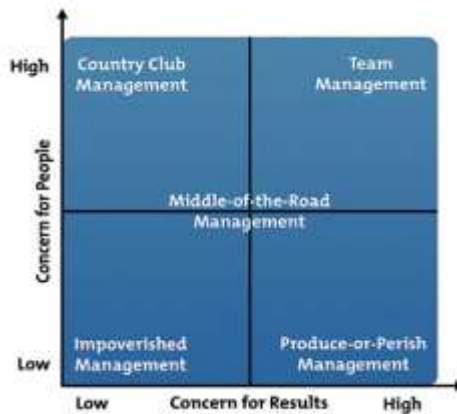 High
Country Club
Management
Team
Management
Concern for People
Middle-of-the-Road
Management
Impoverished
Management
Produce-or-Perish
Management
Low
Low
Concern for Results
High